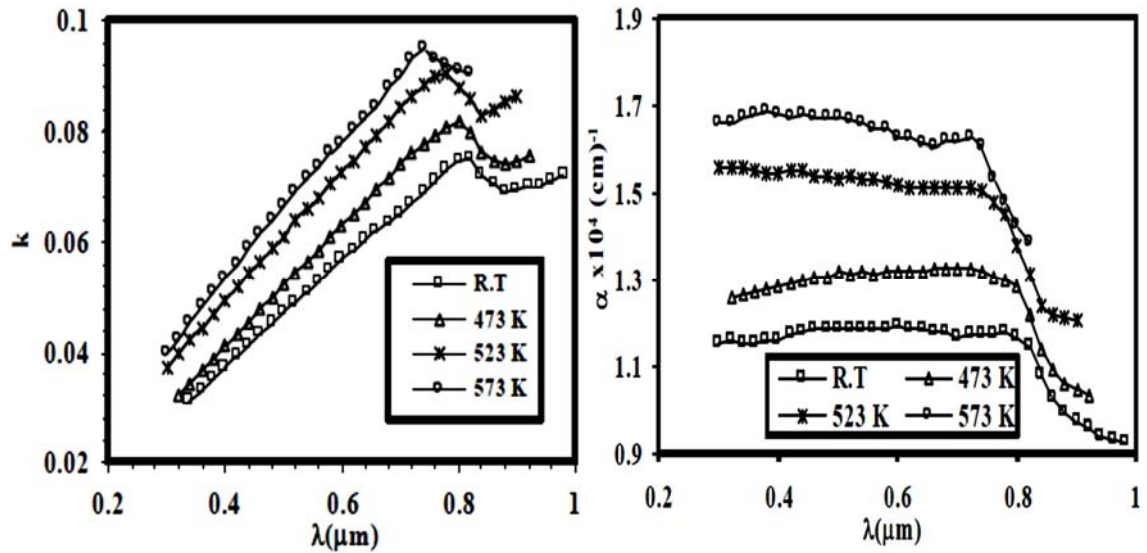 0.1
0.08
0.06
0.04
0.02
k
0.2 0.4 0.6 0.8 1
λ(µm)
R.T
473 K
523 K
573 K
1.9
1.7
1.5
1.3
1.1
0.9
α x10⁴ (cm)⁻¹
0.2 0.4 0.6 0.8 1
λ(µm)
R.T 473 K
523 K 573 K